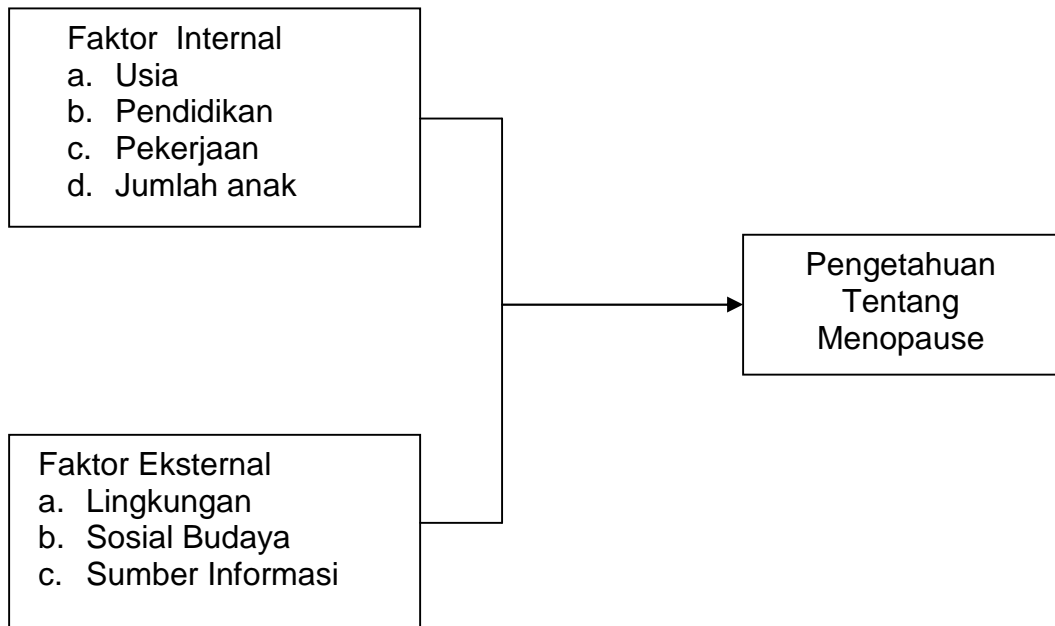 Faktor Internal
a. Usia
b. Pendidikan
c. Pekerjaan
d. Jumlah anak
Pengetahuan
Tentang
Menopause
Faktor Eksternal
a. Lingkungan
b. Sosial Budaya
c. Sumber Informasi